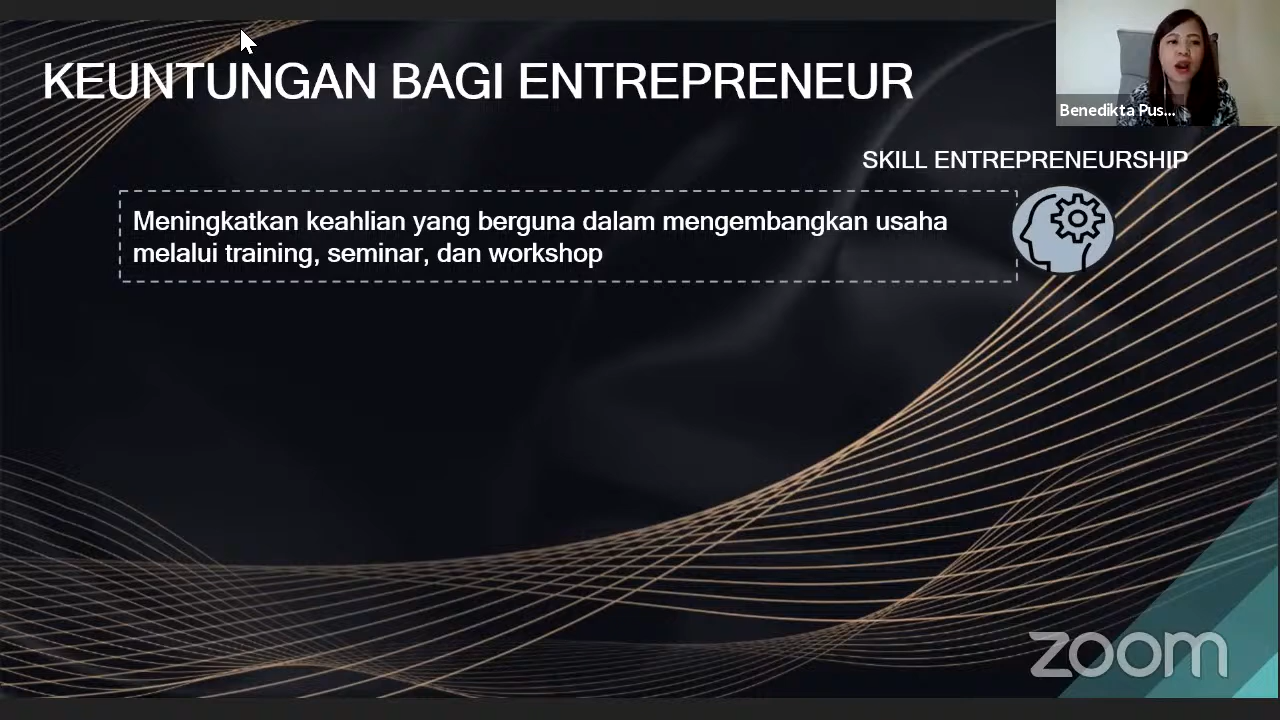 KEUNTUNGAN BAGI ENTREPRENEUR
Benedikta Pus...
SKILL ENTREPRENEURSHIP
Meningkatkan keahlian yang berguna dalam mengembangkan usaha
melalui training, seminar, dan workshop
zoom